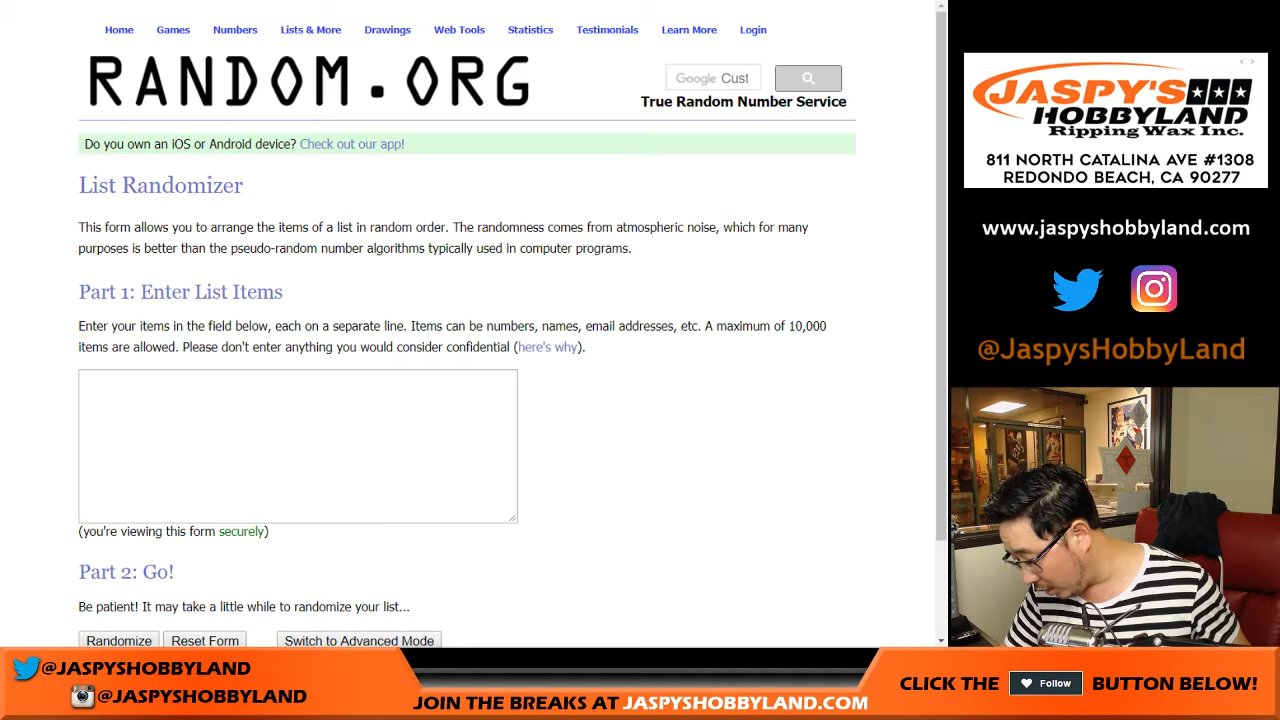 Home Games Numbers Lists & More Drawings Web Tools Statistics Testimonials Learn More Login
RANDOM.ORG
Google Cust
True Random Number Service
Do you own an iOS or Android device? Check out our app!
List Randomizer
This form allows you to arrange the items of a list in random order. The randomness comes from atmospheric noise, which for many
purposes is better than the pseudo-random number algorithms typically used in computer programs.
Part 1: Enter List Items
Enter your items in the field below, each on a separate line. Items can be numbers, names, email addresses, etc. A maximum of 10,000
items are allowed. Please don't enter anything you would consider confidential (here's why).
(you're viewing this form securely)
Part 2: Go!
Be patient! It may take a little while to randomize your list...
Randomize Reset Form Switch to Advanced Mode
JASPY'S
HOBBYLAND
Ripping Wax Inc.
811 NORTH CATALINA AVE #1308
REDONDO BEACH, CA 90277
www.jaspyshobbyland.com
@JaspysHobbyLand
@JASPYSHOBBYLAND
@JASPYSHOBBYLAND
JOIN THE BREAKS AT JASPYSHOBBYLAND.COM
CLICK THE Follow BUTTON BELOW!